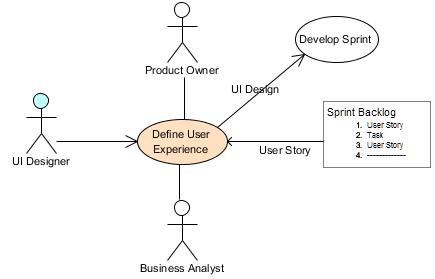 Develop Sprint
Product Owner
UI Design
Sprint Backlog
1. User Story
2. Task
3. User Story
4. --------------
Define User
Experience
User Story
UI Designer
Business Analyst